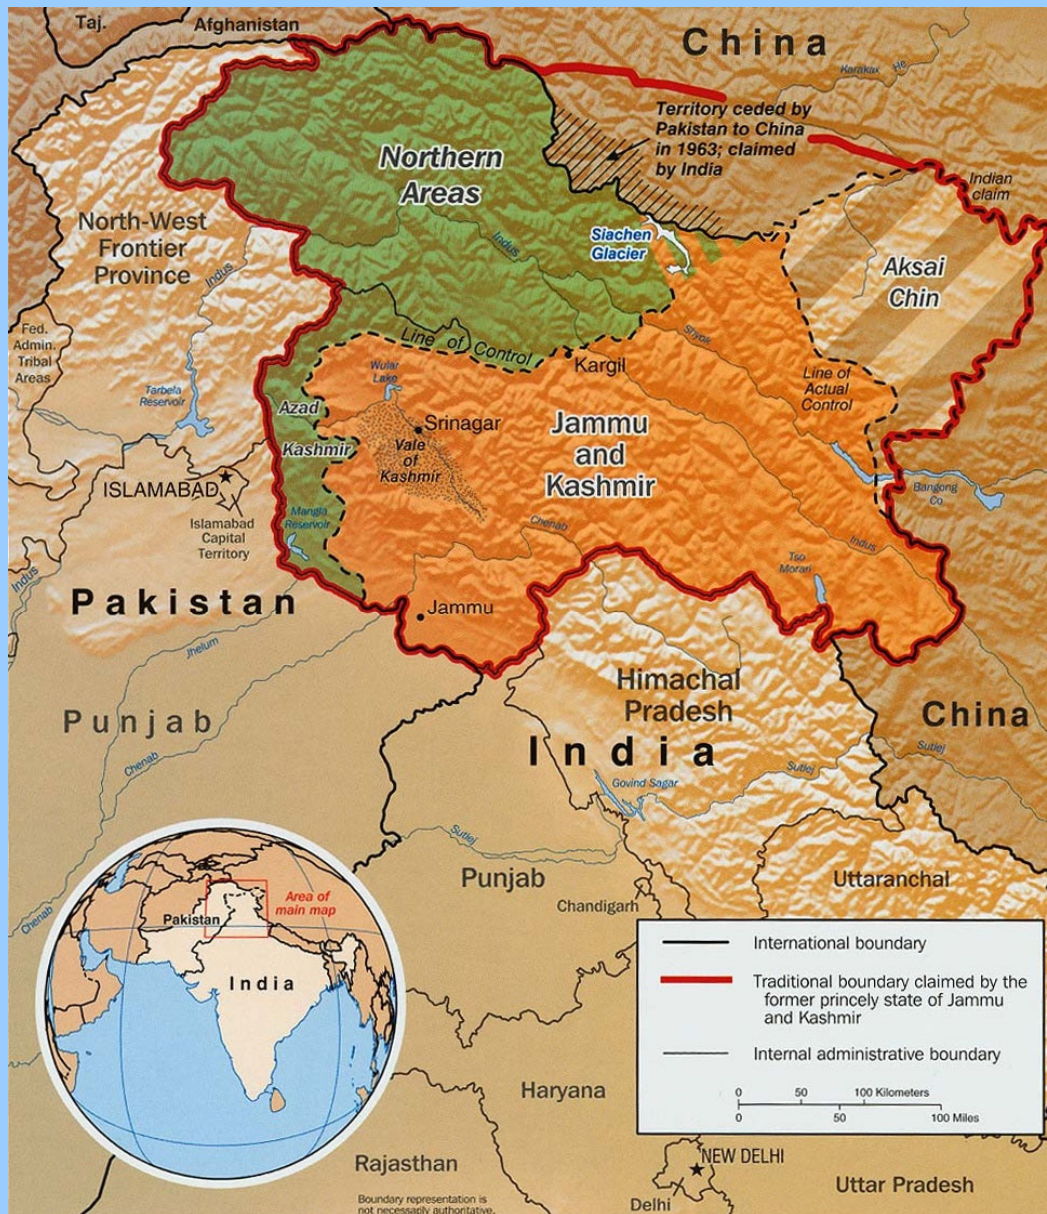 Taj.
Afghanistan
China
Karakax He
Territory ceded by
Pakistan to China
in 1963; claimed
by India
Northern
Areas
Indian
claim
North-West
Frontier
Province
Indus
Indus
Siachen
Glacier
Aksai
Chin
Fed.
Admin.
Tribal
Areas
Line of Control
Shyok
Kargil
Wular
Lake
Line of
Actual
Control
Tarbela
Reservoir
Azad
Kashmir
Srinagar
Vale
of
Kashmir
Jammu
and
Kashmir
ISLAMABAD
Islamabad
Capital
Territory
Mangla
Reservoir
Bangong
Co
Chenab
Indus
Tso
Morari
Indus
Pakistan
Jammu
Jhelum
Himachal
Pradesh
Punjab
China
India
Chenab
Sutlej
Sutlej
Govind Sagar
Sutlej
Punjab
Uttaranchal
Chandigarh
Chenab
Area of
main map
Pakistan
India
International boundary
Traditional boundary claimed by the
former princely state of Jammu
and Kashmir
Internal administrative boundary
0 50 100 Kilometers
0 50 100 Miles
Haryana
Rajasthan
NEW DELHI
Delhi
Uttar Pradesh
Boundary representation is
not necessarily authoritative.